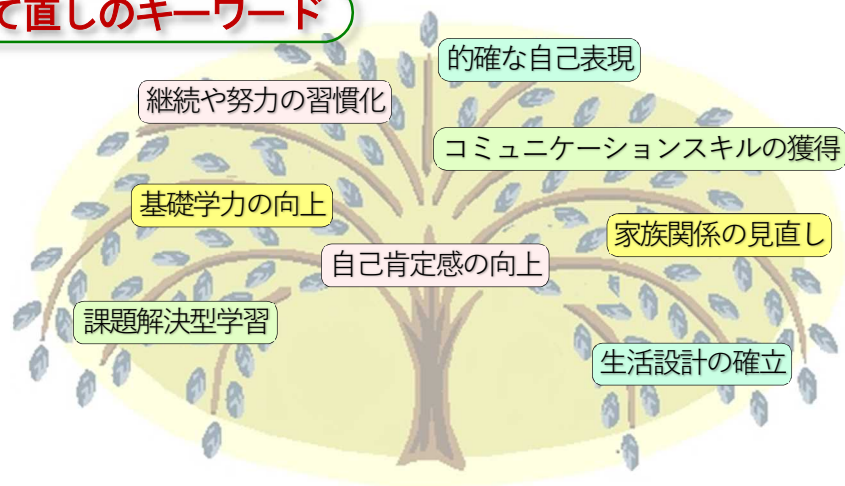 て直しのキーワード
的確な自己表現
継続や努力の習慣化
コミュニケーションスキルの獲得
基礎学力の向上
家族関係の見直し
自己肯定感の向上
課題解決型学習
生活設計の確立